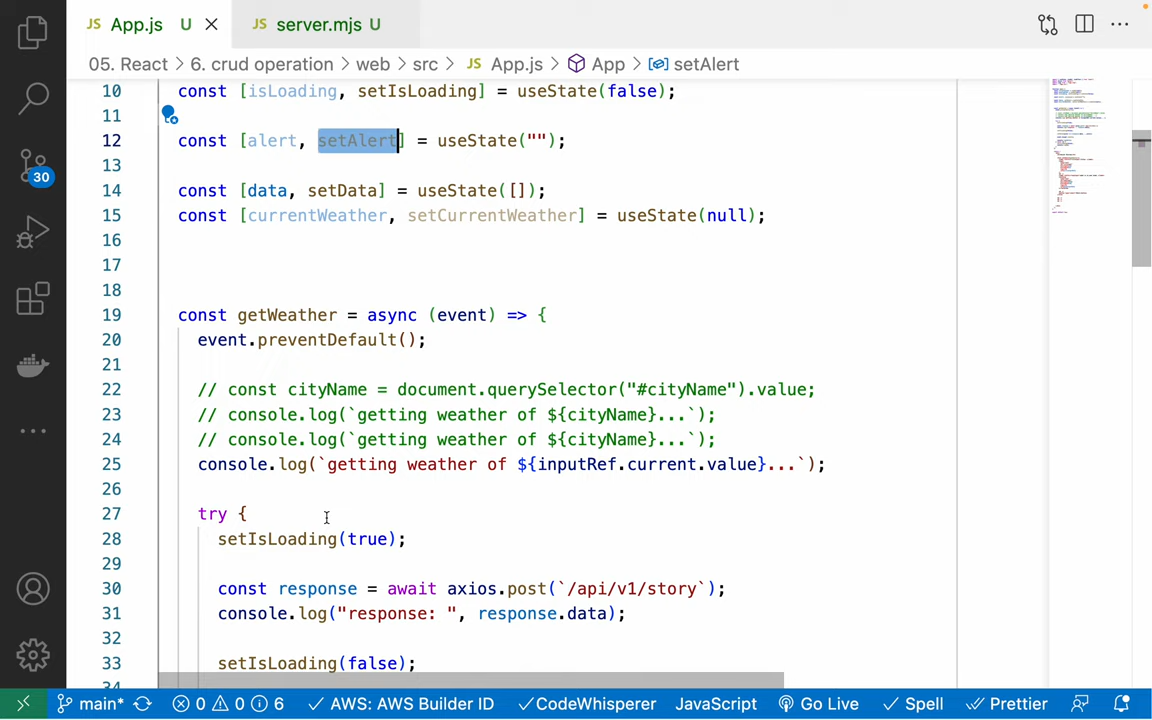 JS App.js U × JS server.mjs U ...
05. React > 6. crud operation > web > src > JS App.js > App > setAlert
10 const [isLoading, setIsLoading] = useState(false);
11
12 const [alert, setAlert] = useState("");
13
14 const [data, setData] = useState([]);
15 const [currentWeather, setCurrentWeather] = useState(null);
16
17
18
19 const getWeather = async (event) => {
20 event.preventDefault();
21
22 // const cityName = document.querySelector("#cityName").value;
23 // console.log(`getting weather of ${cityName}...`);
24 // console.log(`getting weather of ${cityName}...`);
25 console.log(`getting weather of ${inputRef.current.value}...`);
26
27 try {
28 setIsLoading(true);
29
30 const response = await axios.post(`/api/v1/story`);
31 console.log("response: ", response.data);
32
33 setIsLoading(false);
34
30
main* 0 0 6 AWS: AWS Builder ID CodeWhisperer JavaScript Go Live Spell Prettier